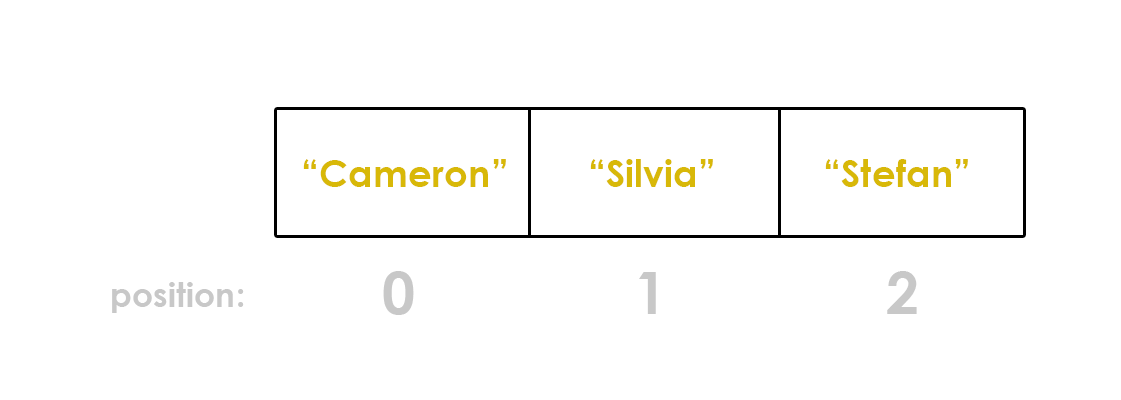 “Cameron” “Silvia” “Stefan”
position: 0 1 2